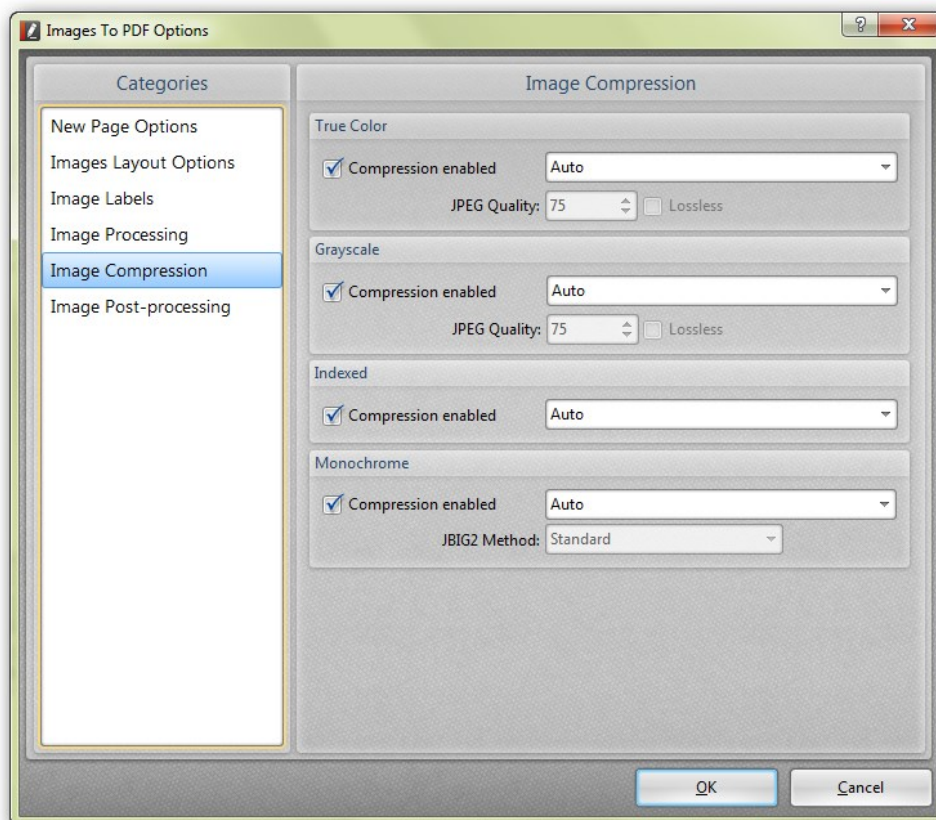 Images To PDF Options
?
Categories
New Page Options
Images Layout Options
Image Labels
Image Processing
Image Compression
Image Post-processing
Image Compression
True Color
Compression enabled Auto
JPEG Quality: 75 Lossless
Grayscale
Compression enabled Auto
JPEG Quality: 75 Lossless
Indexed
Compression enabled Auto
Monochrome
Compression enabled Auto
JBIG2 Method: Standard
OK Cancel